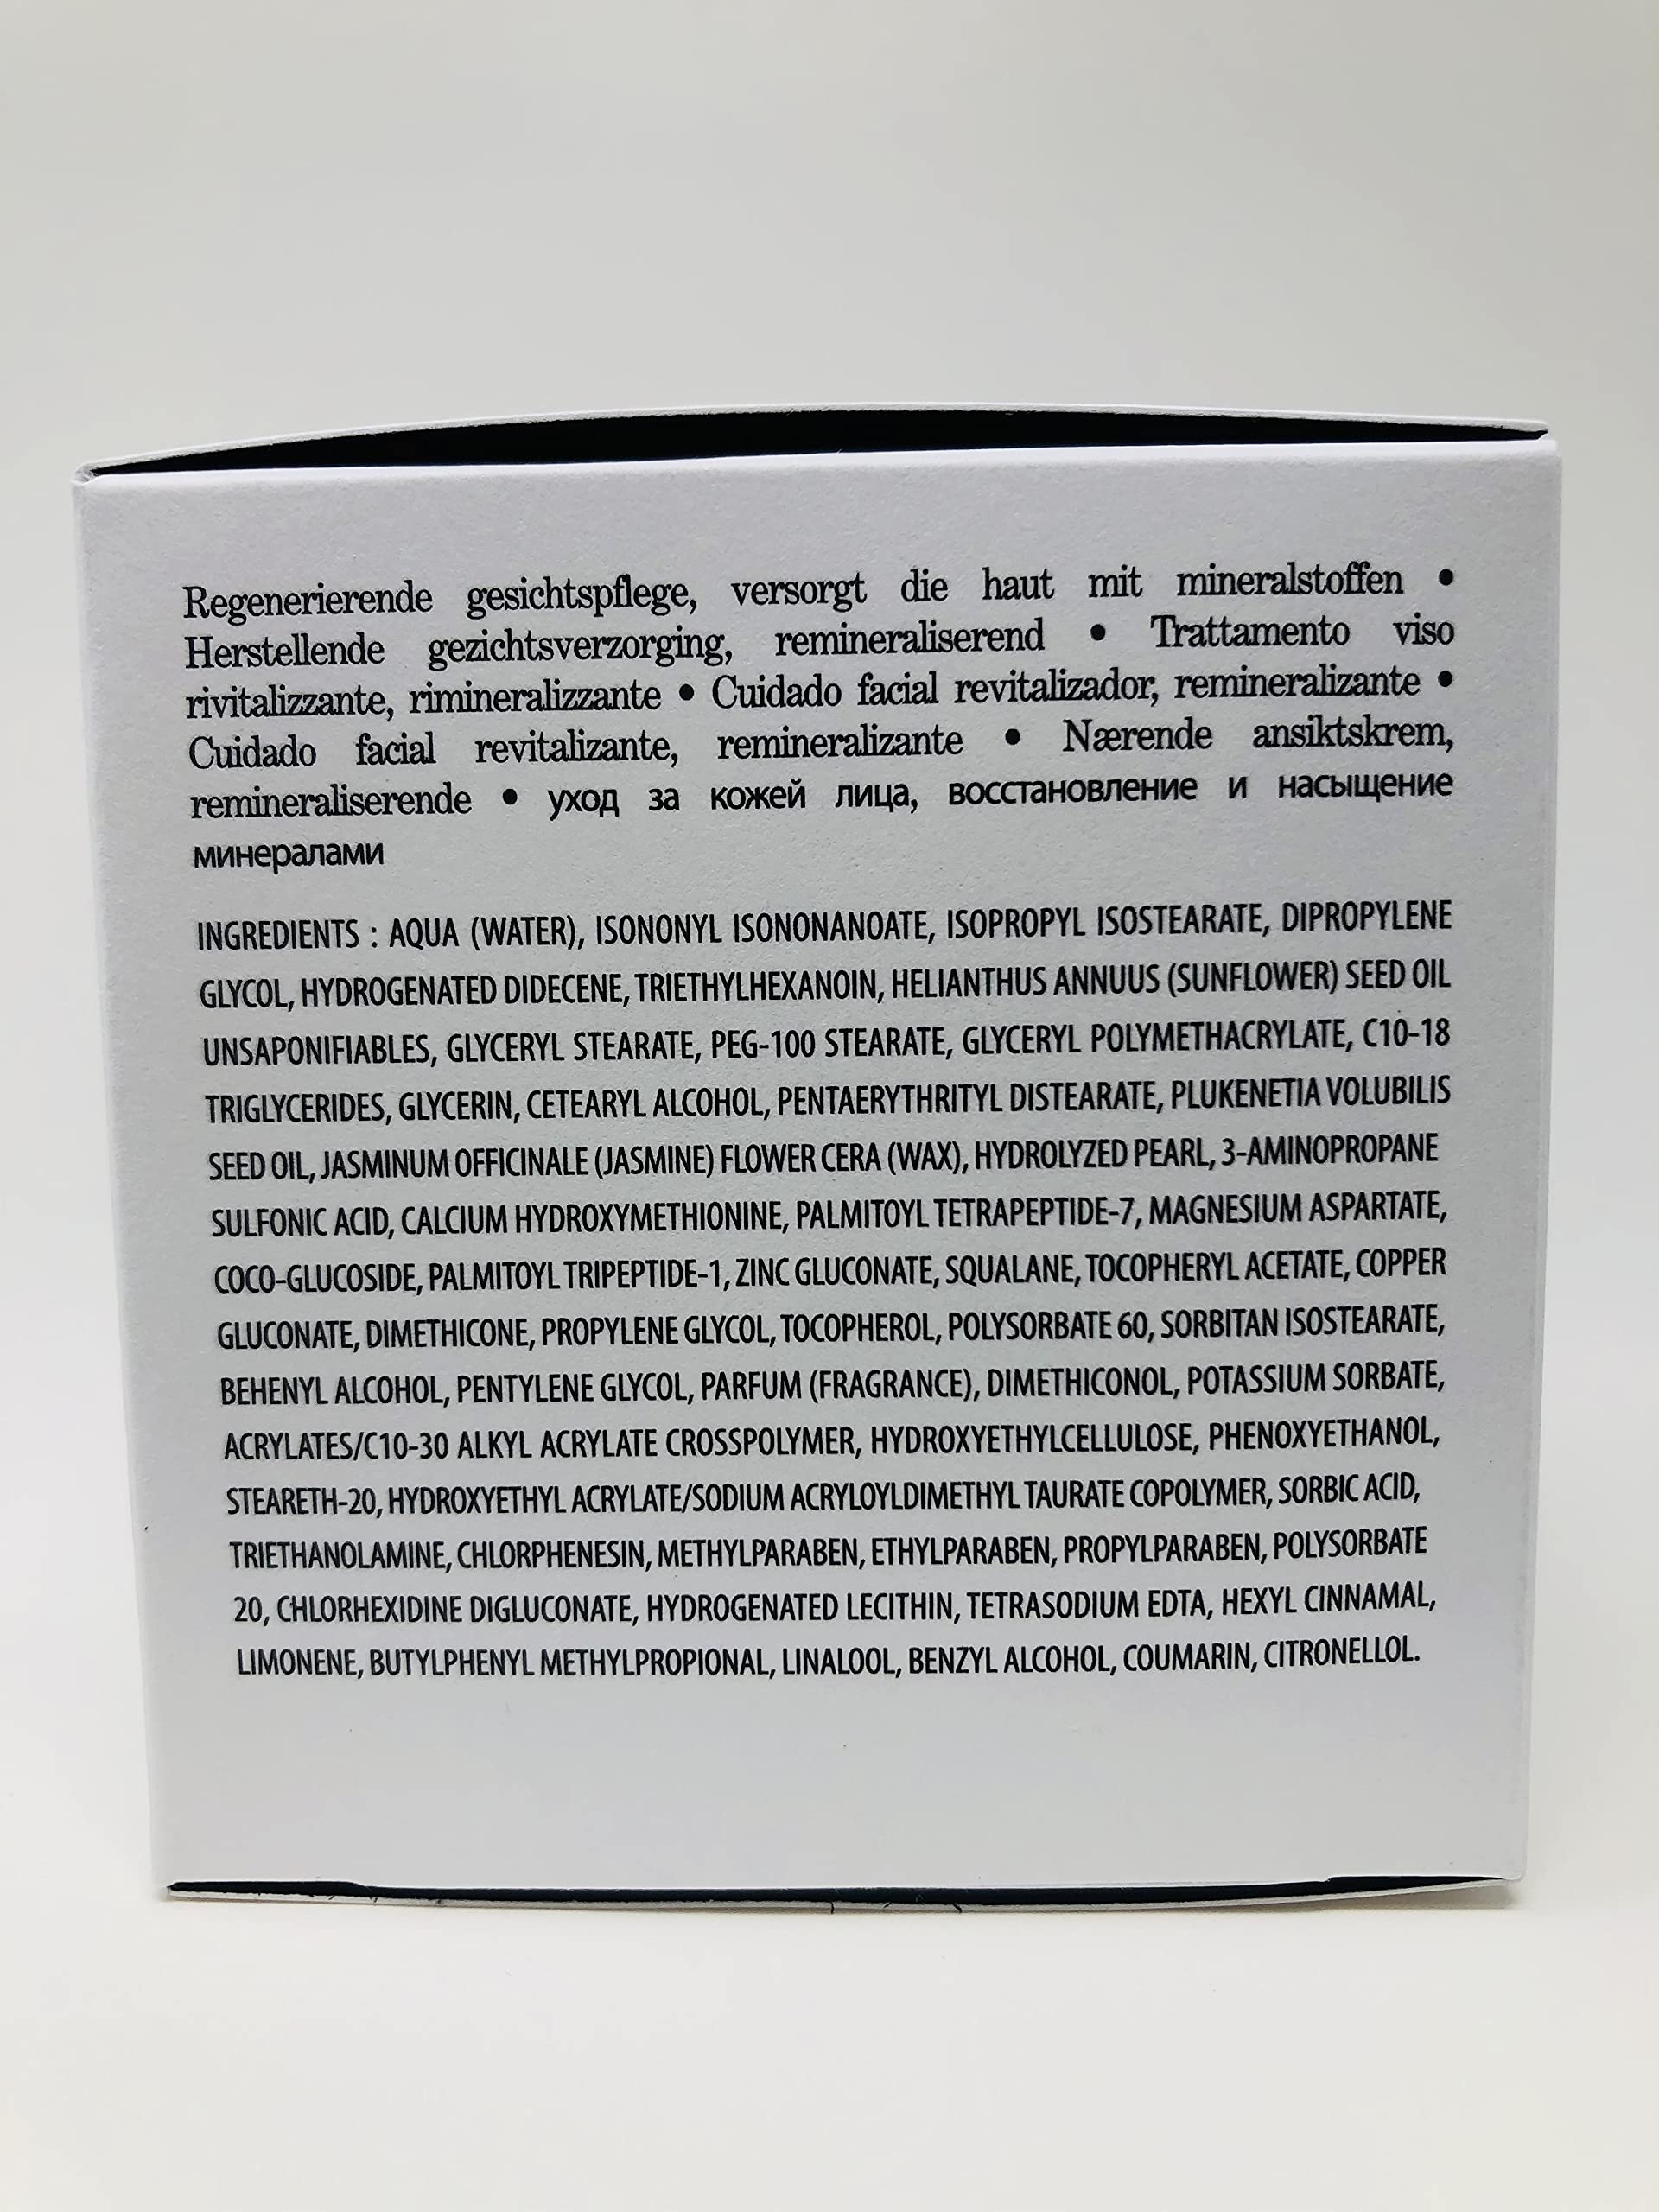 Regenerierende gesichtspflege, versorgt die haut mit mineralstoffen •
Herstellende gezichtsverzorging, remineraliserend • Trattamento viso
rivitalizzante, rimineralizzante • Cuidado facial revitalizador, remineralizante •
Cuidado facial revitalizante, remineralizante • Nærende ansiktskrem,
remineraliserende • уход за кожей лица, восстановление и насыщение
минералами
INGREDIENTS : AQUA (WATER), ISONONYL ISONONANOATE, ISOPROPYL ISOSTEARATE, DIPROPYLENE
GLYCOL, HYDROGENATED DIDECENE, TRIETHYLHEXANOIN, HELIANTHUS ANNUUS (SUNFLOWER) SEED OIL
UNSAPONIFIABLES, GLYCERYL STEARATE, PEG-100 STEARATE, GLYCERYL POLYMETHACRYLATE, C10-18
TRIGLYCERIDES, GLYCERIN, CETEARYL ALCOHOL, PENTAERYTHRITYL DISTEARATE, PLUKENETIA VOLUBILIS
SEED OIL, JASMINUM OFFICINALE (JASMINE) FLOWER CERA (WAX), HYDROLYZED PEARL, 3-AMINOPROPANE
SULFONIC ACID, CALCIUM HYDROXYMETHIONINE, PALMITOYL TETRAPEPTIDE-7, MAGNESIUM ASPARTATE,
COCO-GLUCOSIDE, PALMITOYL TRIPEPTIDE-1, ZINC GLUCONATE, SQUALANE, TOCOPHERYL ACETATE, COPPER
GLUCONATE, DIMETHICONE, PROPYLENE GLYCOL, TOCOPHEROL, POLYSORBATE 60, SORBITAN ISOSTEARATE,
BEHENYL ALCOHOL, PENTYLENE GLYCOL, PARFUM (FRAGRANCE), DIMETHICONOL, POTASSIUM SORBATE,
ACRYLATES/C10-30 ALKYL ACRYLATE CROSSPOLYMER, HYDROXYETHYLCELLULOSE, PHENOXYETHANOL,
STEARETH-20, HYDROXYETHYL ACRYLATE/SODIUM ACRYLOYLDIMETHYL TAURATE COPOLYMER, SORBIC ACID,
TRIETHANOLAMINE, CHLORPHENESIN, METHYLPARABEN, ETHYLPARABEN, PROPYLPARABEN, POLYSORBATE
20, CHLORHEXIDINE DIGLUCONATE, HYDROGENATED LECITHIN, TETRASODIUM EDTA, HEXYL CINNAMAL,
LIMONENE, BUTYLPHENYL METHYLPROPIONAL, LINALOOL, BENZYL ALCOHOL, COUMARIN, CITRONELLOL.